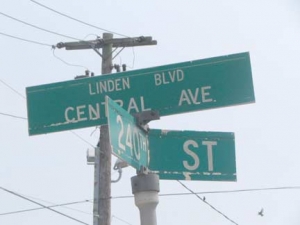 LINDEN BLVD
CENTRAL AVE
240TH
ST